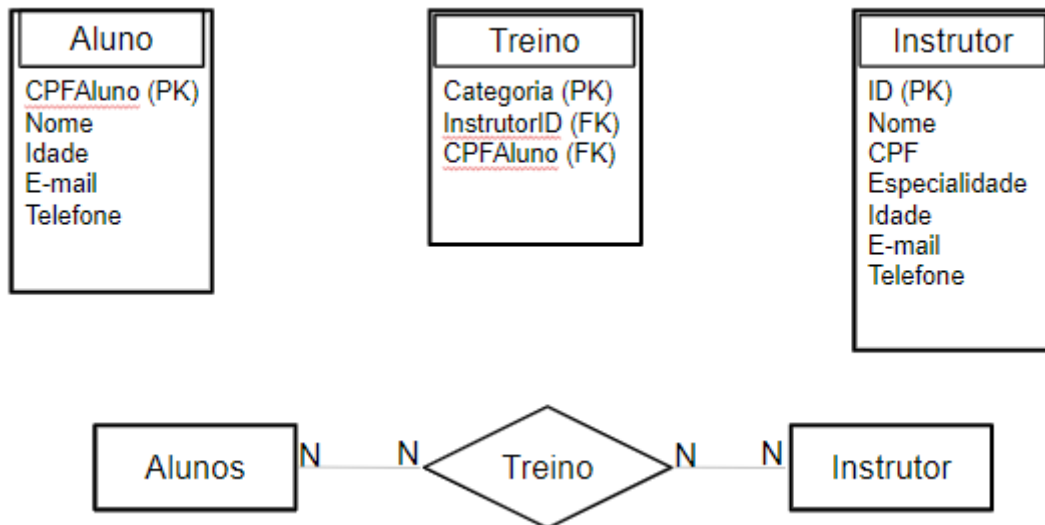 Aluno
CPFAluno (PK)
Nome
Idade
E-mail
Telefone
Treino
Categoria (PK)
InstrutorID (FK)
CPFAluno (FK)
Instrutor
ID (PK)
Nome
CPF
Especialidade
Idade
E-mail
Telefone
Alunos N N Treino N N Instrutor